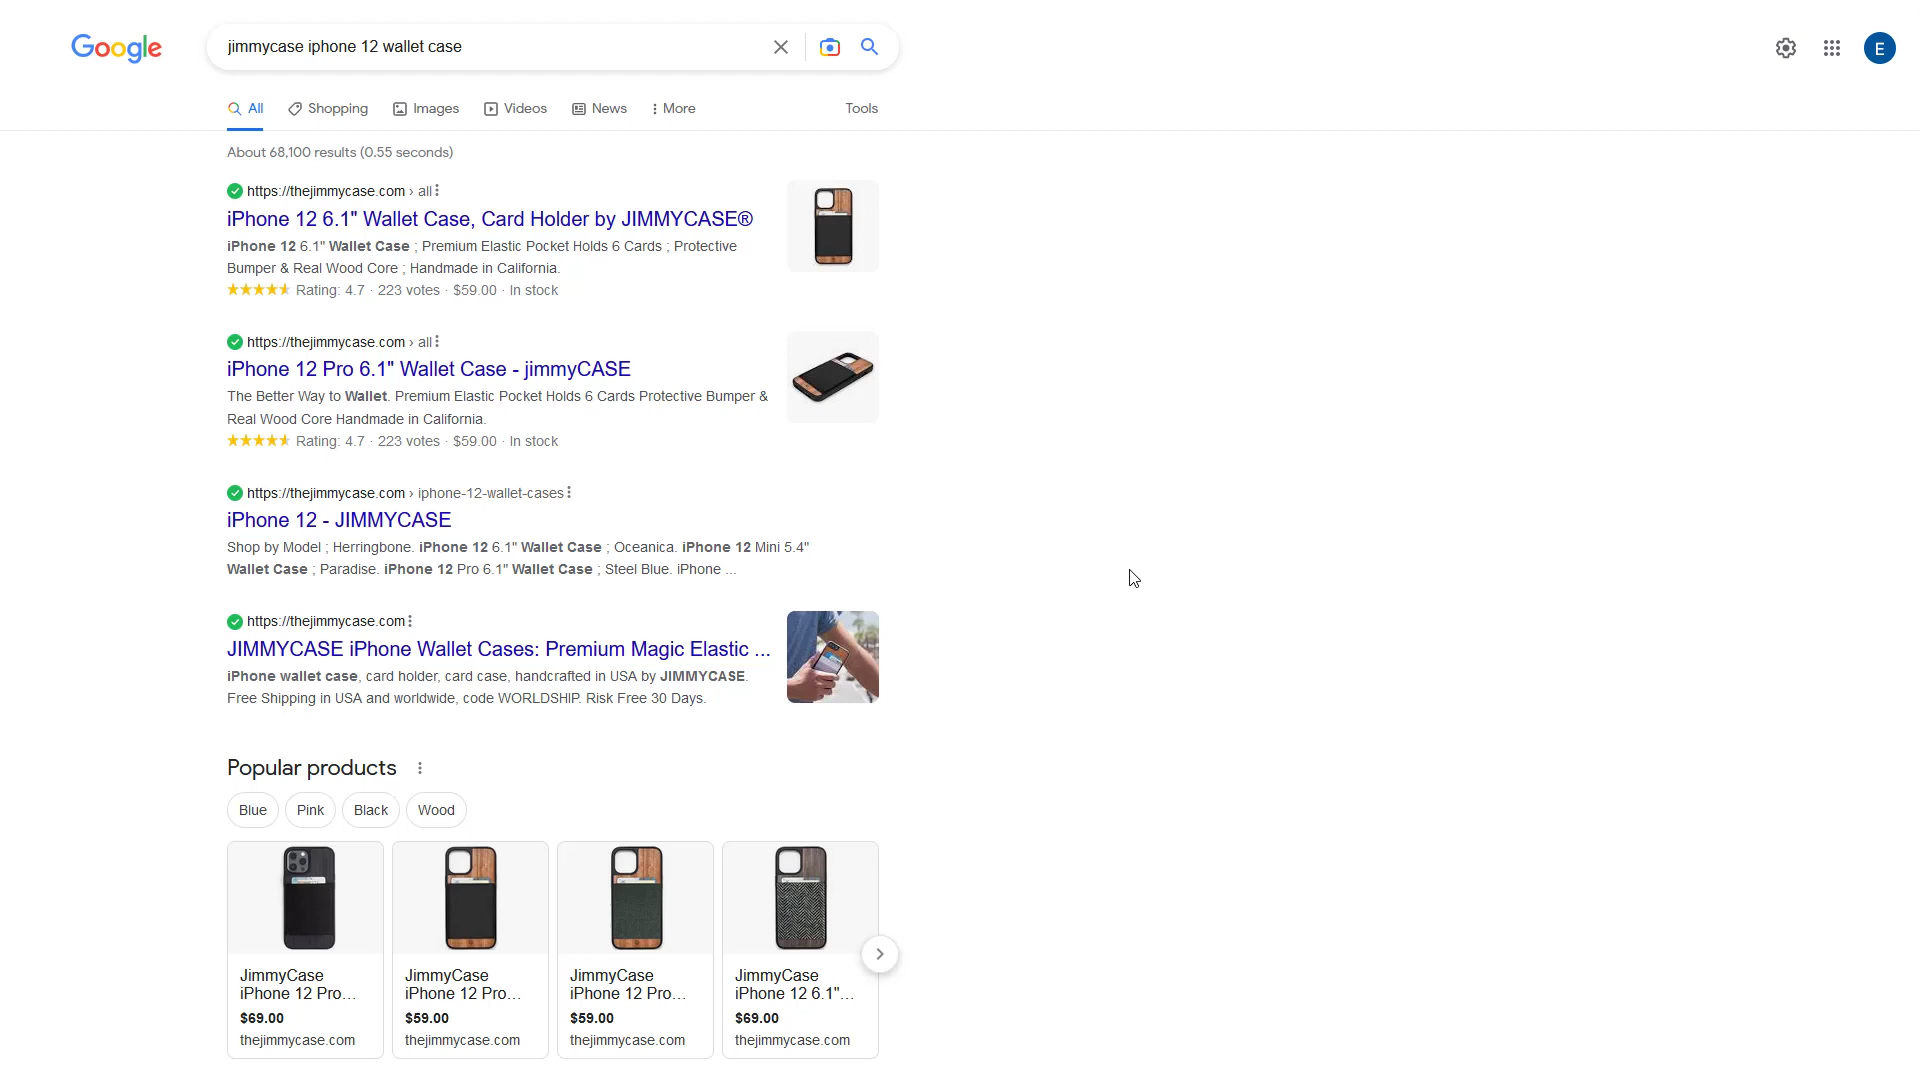 Google
jimmycase iphone 12 wallet case
E
All
Shopping
Images
Videos
News
More
Tools
About 68,100 results (0.55 seconds)
https://thejimmycase.com › all
iPhone 12 6.1" Wallet Case, Card Holder by JIMMYCASE®
iPhone 12 6.1" Wallet Case ; Premium Elastic Pocket Holds 6 Cards ; Protective
Bumper & Real Wood Core ; Handmade in California.
Rating: 4.7 · 223 votes · $59.00 · In stock
https://thejimmycase.com › all
iPhone 12 Pro 6.1" Wallet Case - jimmyCASE
The Better Way to Wallet. Premium Elastic Pocket Holds 6 Cards Protective Bumper &
Real Wood Core Handmade in California.
Rating: 4.7 · 223 votes · $59.00 · In stock
https://thejimmycase.com › iphone-12-wallet-cases
iPhone 12 - JIMMYCASE
Shop by Model ; Herringbone. iPhone 12 6.1" Wallet Case ; Oceanica. iPhone 12 Mini 5.4"
Wallet Case ; Paradise. iPhone 12 Pro 6.1" Wallet Case ; Steel Blue. iPhone ...
https://thejimmycase.com
JIMMYCASE iPhone Wallet Cases: Premium Magic Elastic ...
iPhone wallet case, card holder, card case, handcrafted in USA by JIMMYCASE.
Free Shipping in USA and worldwide, code WORLDSHIP. Risk Free 30 Days.
Popular products
Blue
Pink
Black
Wood
JimmyCase
iPhone 12 Pro...
$69.00
thejimmycase.com
JimmyCase
iPhone 12 Pro...
$59.00
thejimmycase.com
JimmyCase
iPhone 12 Pro...
$59.00
thejimmycase.com
JimmyCase
iPhone 12 6.1"...
$69.00
thejimmycase.com